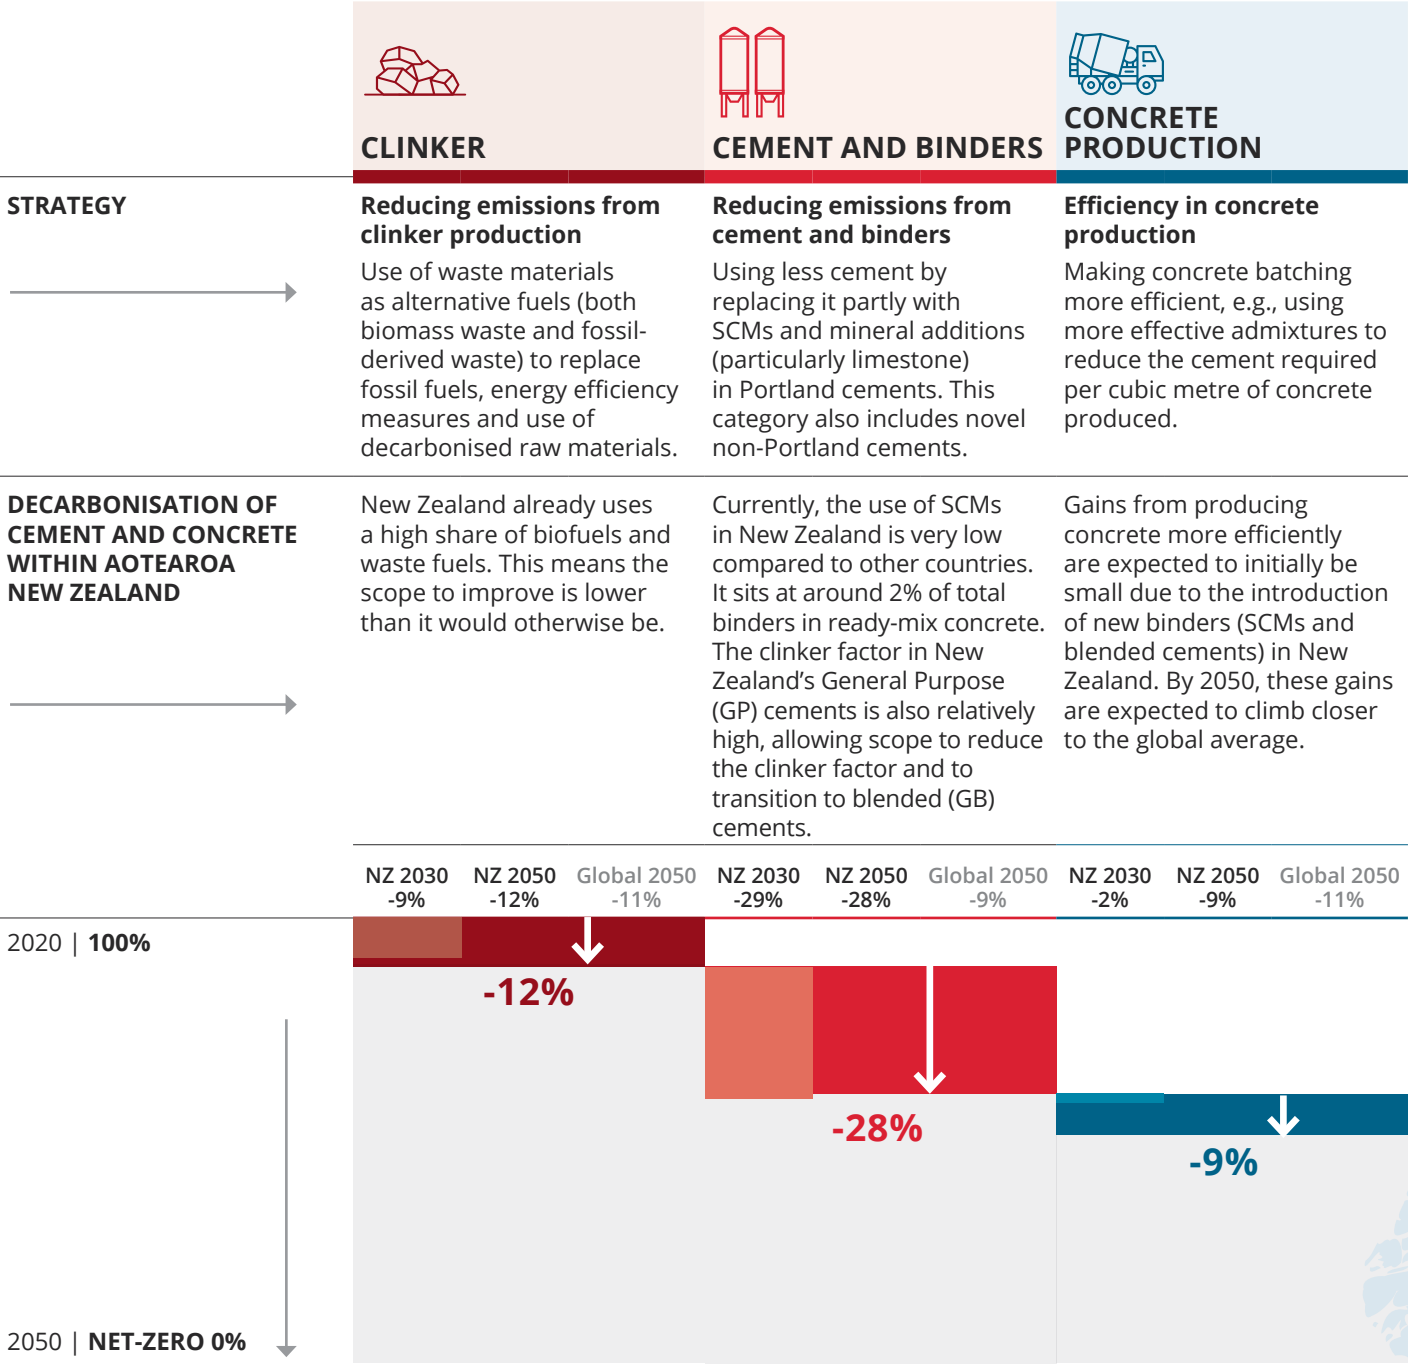 CLINKER
CEMENT AND BINDERS
CONCRETE
PRODUCTION
STRATEGY
Reducing emissions from
clinker production
Use of waste materials
as alternative fuels (both
biomass waste and fossil-
derived waste) to replace
fossil fuels, energy efficiency
measures and use of
decarbonised raw materials.
Reducing emissions from
cement and binders
Using less cement by
replacing it partly with
SCMs and mineral additions
(particularly limestone)
in Portland cements. This
category also includes novel
non-Portland cements.
Efficiency in concrete
production
Making concrete batching
more efficient, e.g., using
more effective admixtures to
reduce the cement required
per cubic metre of concrete
produced.
DECARBONISATION OF
CEMENT AND CONCRETE
WITHIN AOTEAROA
NEW ZEALAND
New Zealand already uses
a high share of biofuels and
waste fuels. This means the
scope to improve is lower
than it would otherwise be.
Currently, the use of SCMs
in New Zealand is very low
compared to other countries.
It sits at around 2% of total
binders in ready-mix concrete.
The clinker factor in New
Zealand’s General Purpose
(GP) cements is also relatively
high, allowing scope to reduce
the clinker factor and to
transition to blended (GB)
cements.
Gains from producing
concrete more efficiently
are expected to initially be
small due to the introduction
of new binders (SCMs and
blended cements) in New
Zealand. By 2050, these gains
are expected to climb closer
to the global average.
NZ 2030 NZ 2050 Global 2050 NZ 2030 NZ 2050 Global 2050 NZ 2030 NZ 2050 Global 2050
-9% -12% -11% -29% -28% -9% -2% -9% -11%
2020 | 100%
-12%
-28%
-9%
2050 | NET-ZERO 0%